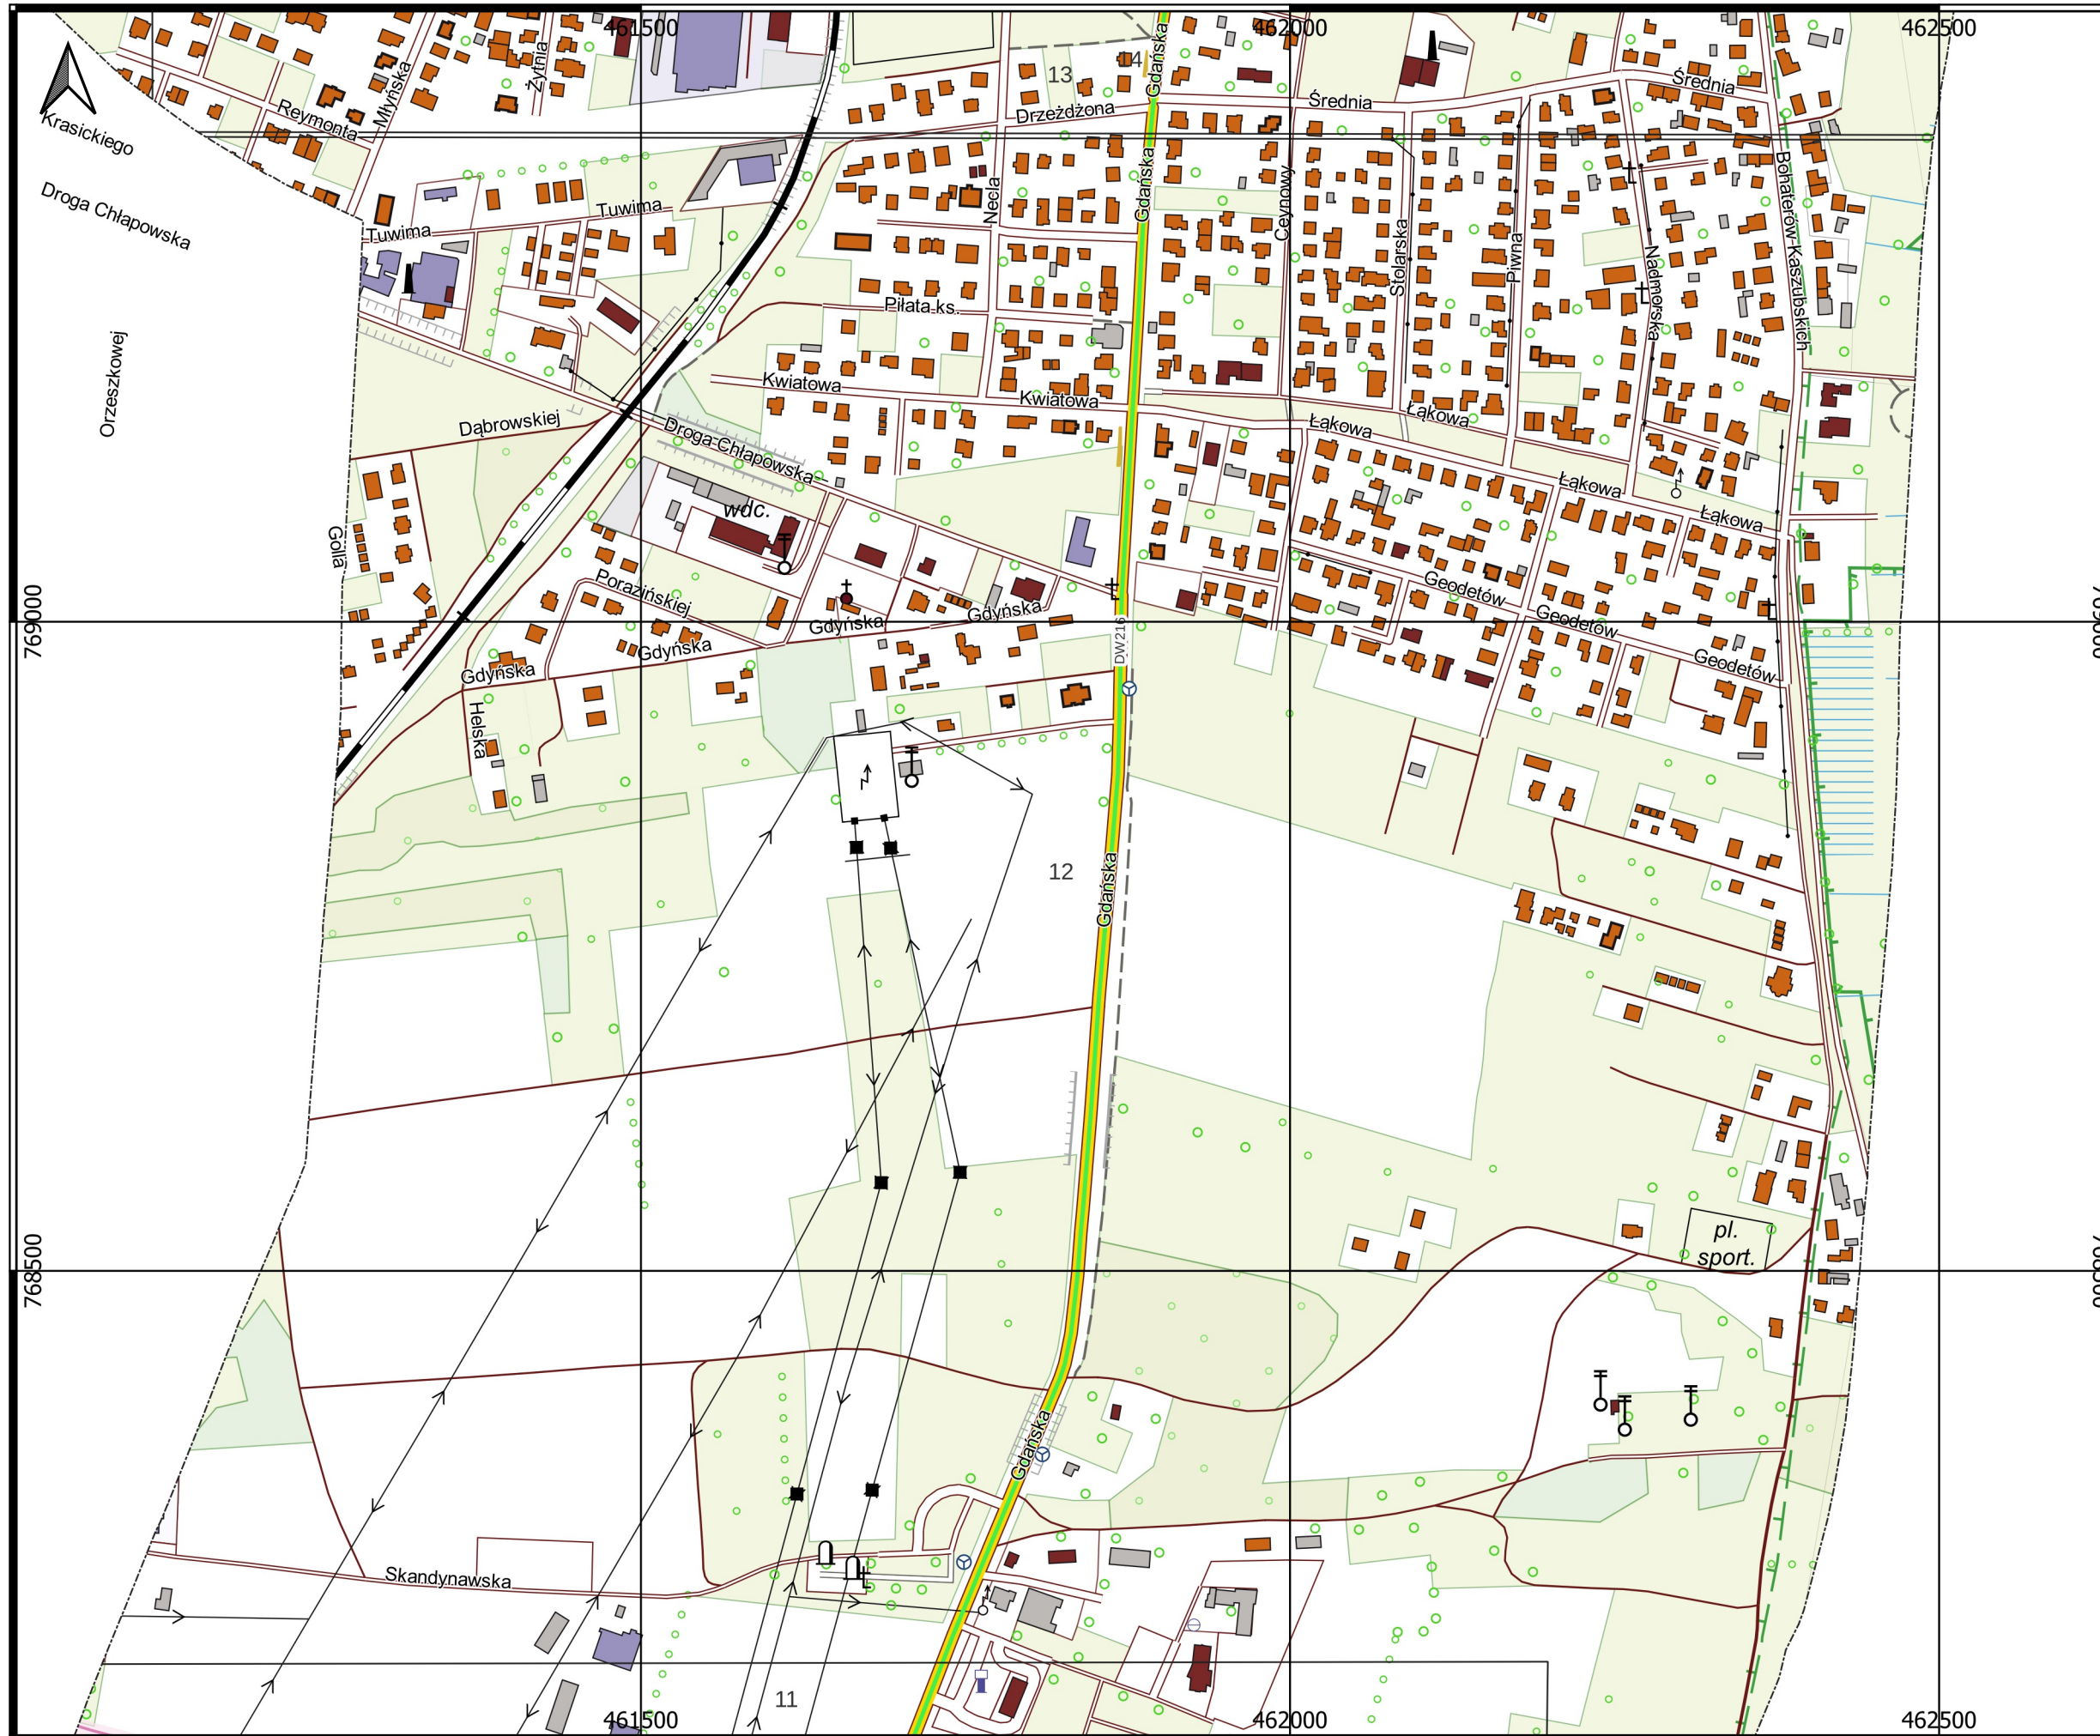 461500
462000
462500
Krasickiego
Droga Chłapowska
Orzeszkowej
Reymonta
Młyńska
Żytnia
13
14
Gdańska
Drzeżdżona
Średnia
Średnia
Tuwima
Tuwima
Necla
Gdańska
Ceynowy
Stolarska
Piwna
Nadmorska
Bohaterów Kaszubskich
Piłata ks.
Kwiatowa
Kwiatowa
Łąkowa
Łąkowa
Łąkowa
Łąkowa
Dąbrowskiej
Droga Chłapowska
wdc.
Golla
Porazińskiej
Gdyńska
Gdyńska
Gdyńska
Gdyńska
Helska
Geodetów
Geodetów
Geodetów
DW216
769000
769000
12
Gdańska
768500
768500
pl.
sport.
Gdańska
Skandynawska
11
461500
462000
462500